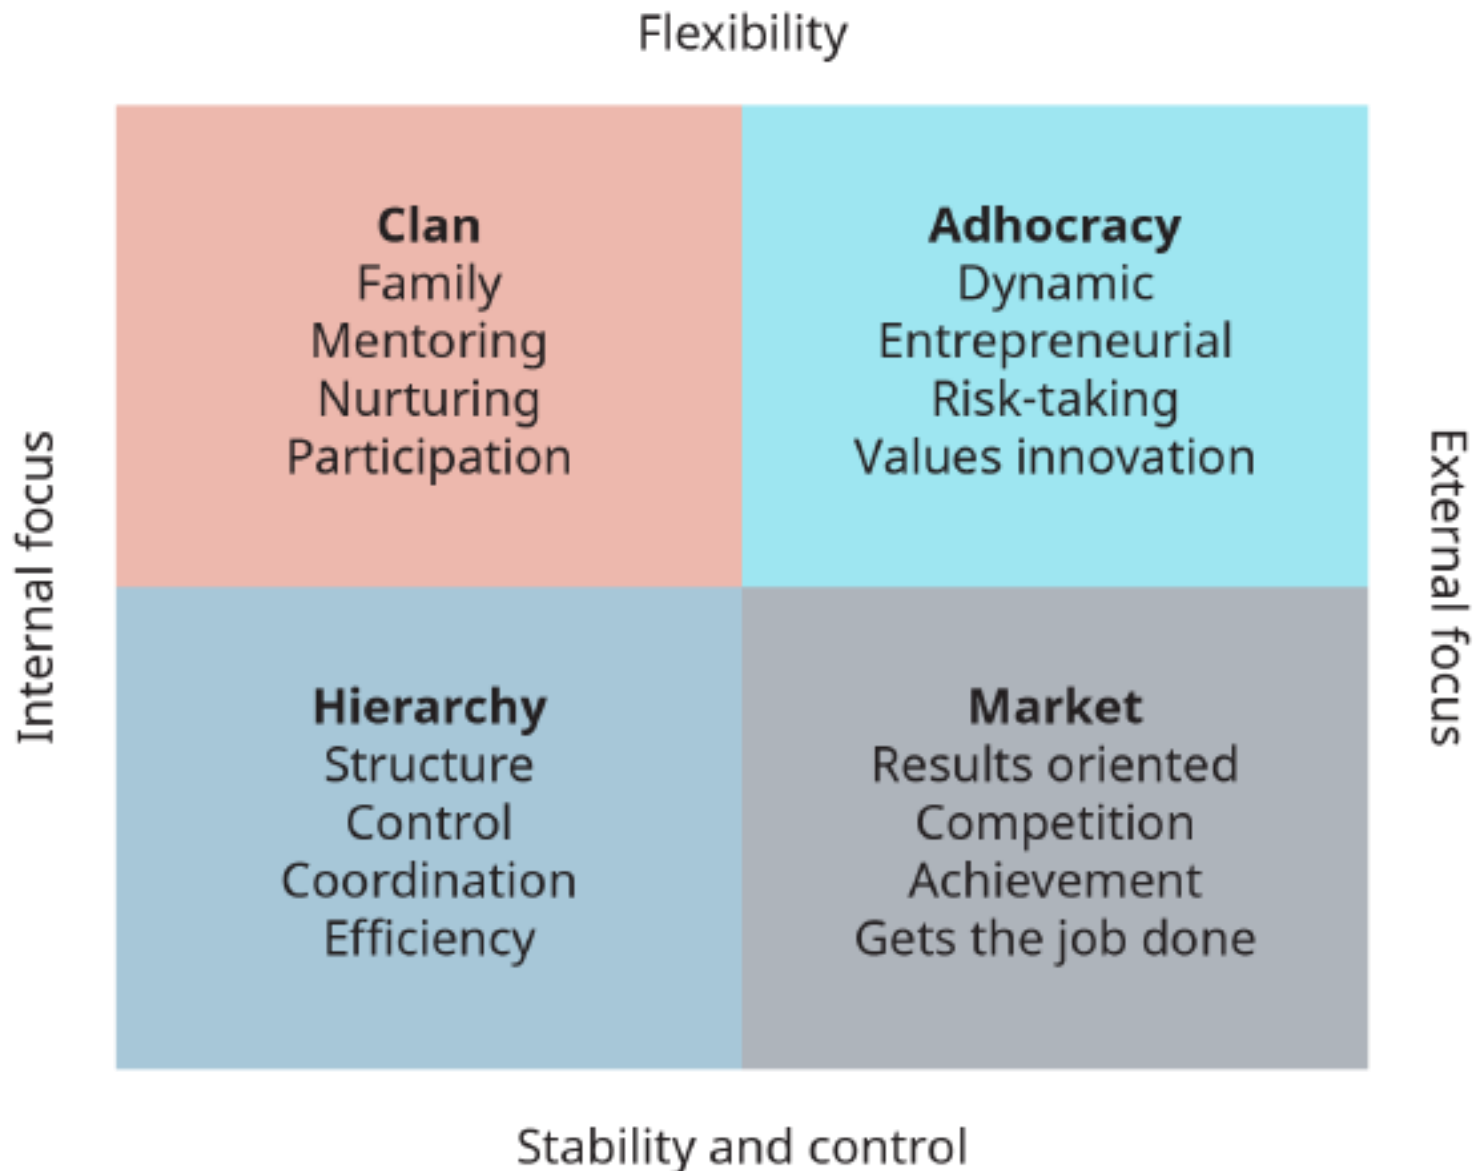 Flexibility
Clan
Family
Mentoring
Nurturing
Participation
Adhocracy
Dynamic
Entrepreneurial
Risk-taking
Values innovation
Internal focus
External focus
Hierarchy
Structure
Control
Coordination
Efficiency
Market
Results oriented
Competition
Achievement
Gets the job done
Stability and control